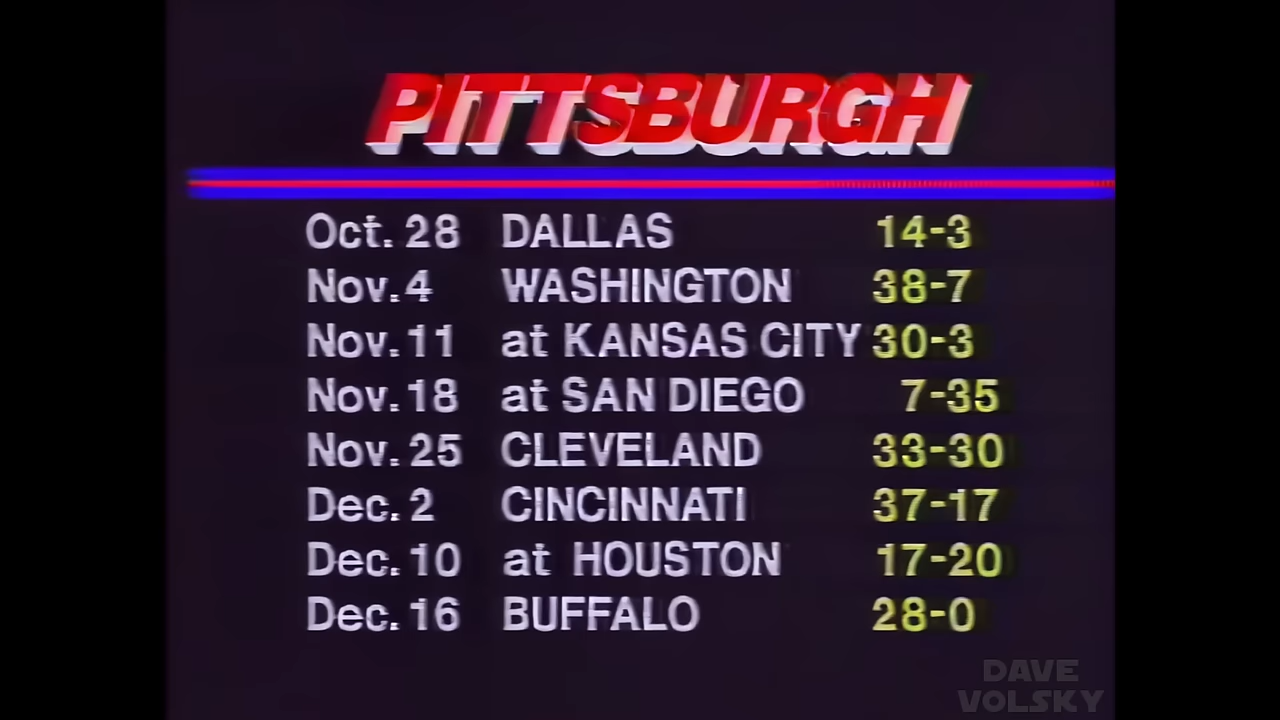 PITTSBURGH
Oct. 28 DALLAS 14-3
Nov. 4 WASHINGTON 38-7
Nov. 11 at KANSAS CITY 30-3
Nov. 18 at SAN DIEGO 7-35
Nov. 25 CLEVELAND 33-30
Dec. 2 CINCINNATI 37-17
Dec. 10 at HOUSTON 17-20
Dec. 16 BUFFALO 28-0
DAVE
VOLSKY